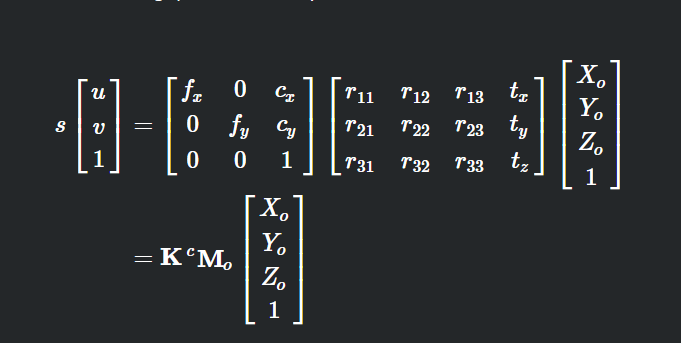 s [u v 1]ᵀ = [f_x 0 c_x; 0 f_y c_y; 0 0 1] [r_11 r_12 r_13 t_x; r_21 r_22 r_23 t_y; r_31 r_32 r_33 t_z] [X_o Y_o Z_o 1]ᵀ
= K ^c M_o [X_o Y_o Z_o 1]ᵀ